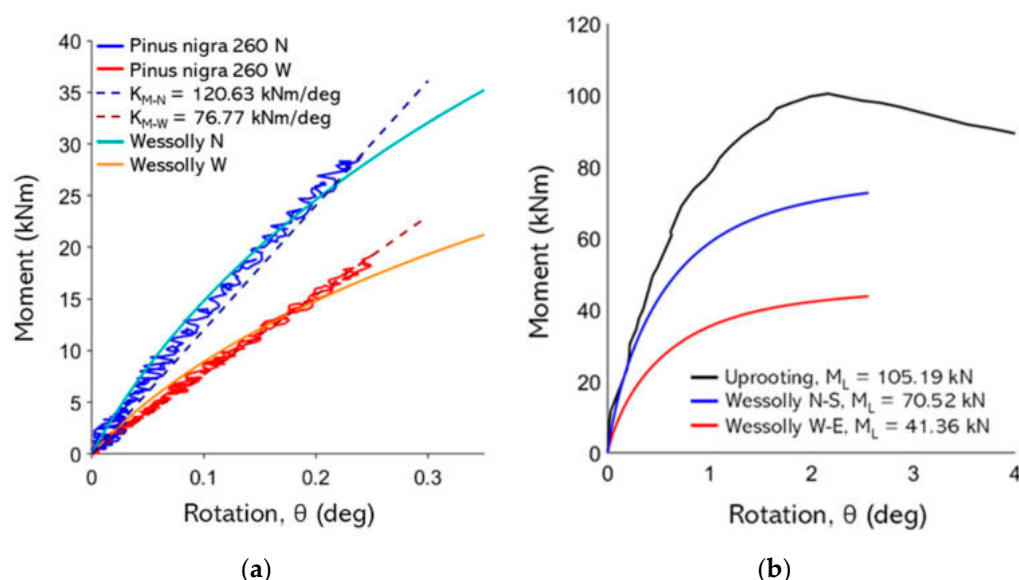 40
35
30
25
20
15
10
5
0
Moment (kNm)
Pinus nigra 260 N
Pinus nigra 260 W
K_M-N = 120.63 kNm/deg
K_M-W = 76.77 kNm/deg
Wessolly N
Wessolly W
0 0.1 0.2 0.3
Rotation, θ (deg)
(a)
120
100
80
60
40
20
0
Moment (kNm)
Uprooting, M_L = 105.19 kN
Wessolly N-S, M_L = 70.52 kN
Wessolly W-E, M_L = 41.36 kN
0 1 2 3 4
Rotation, θ (deg)
(b)